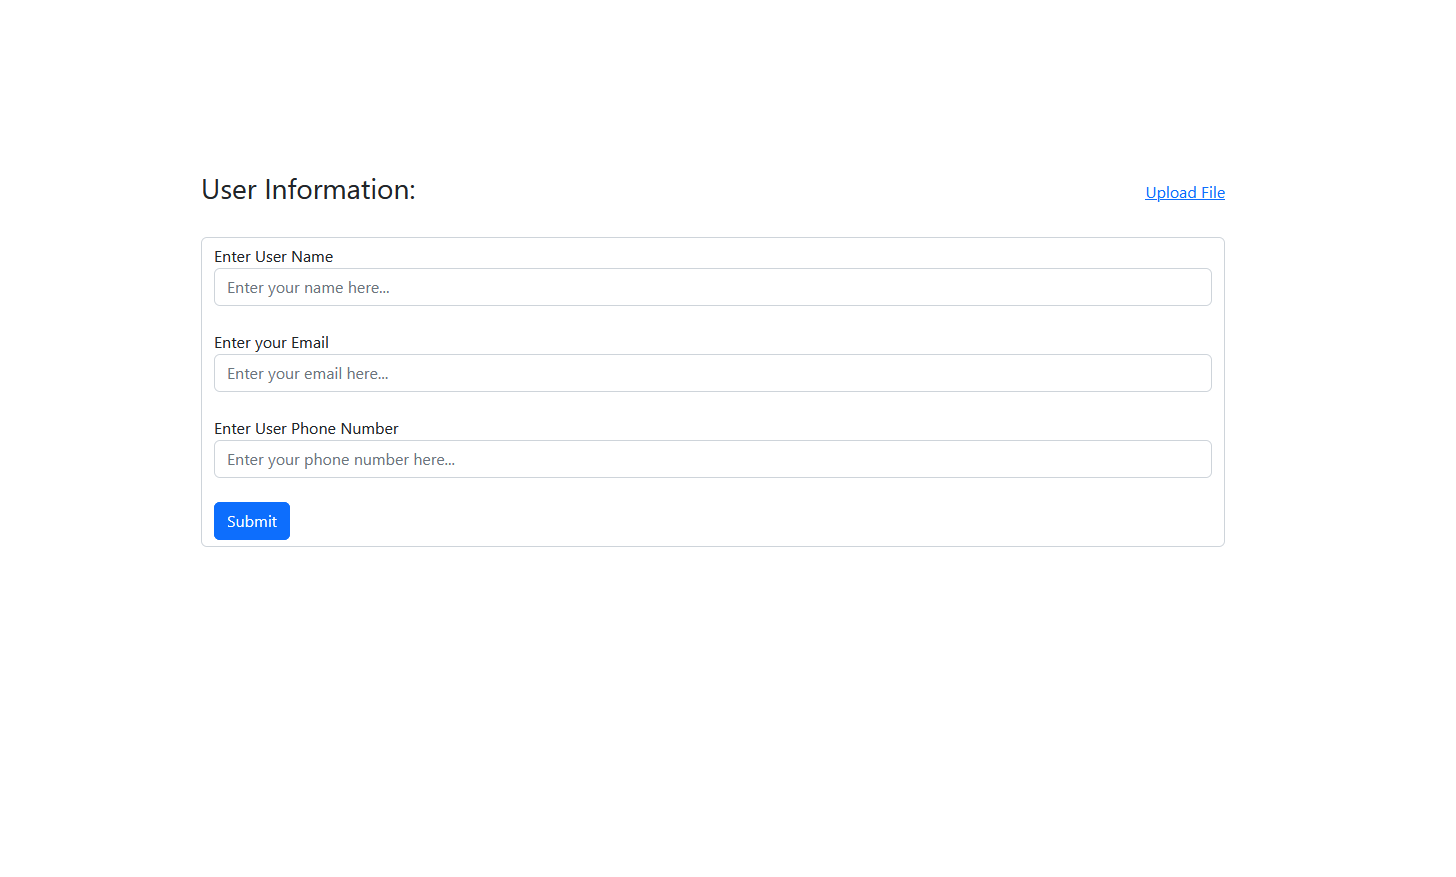 User Information:
Upload File
Enter User Name
Enter your name here...
Enter your Email
Enter your email here...
Enter User Phone Number
Enter your phone number here...
Submit